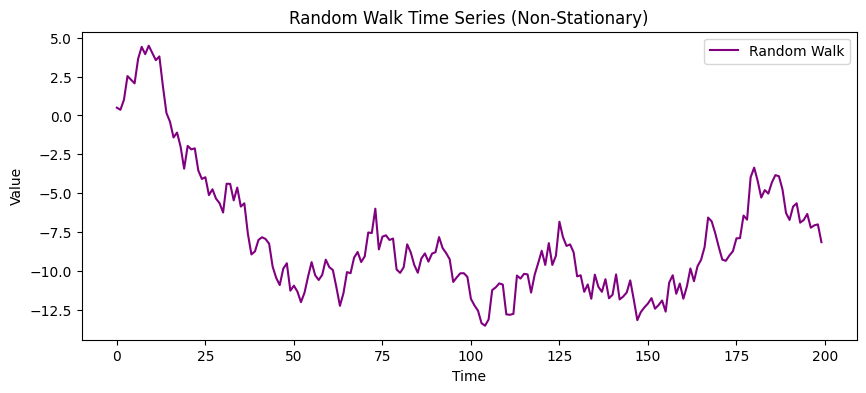 Random Walk Time Series (Non-Stationary)
Random Walk
Value
5.0
2.5
0.0
−2.5
−5.0
−7.5
−10.0
−12.5
0 25 50 75 100 125 150 175 200
Time